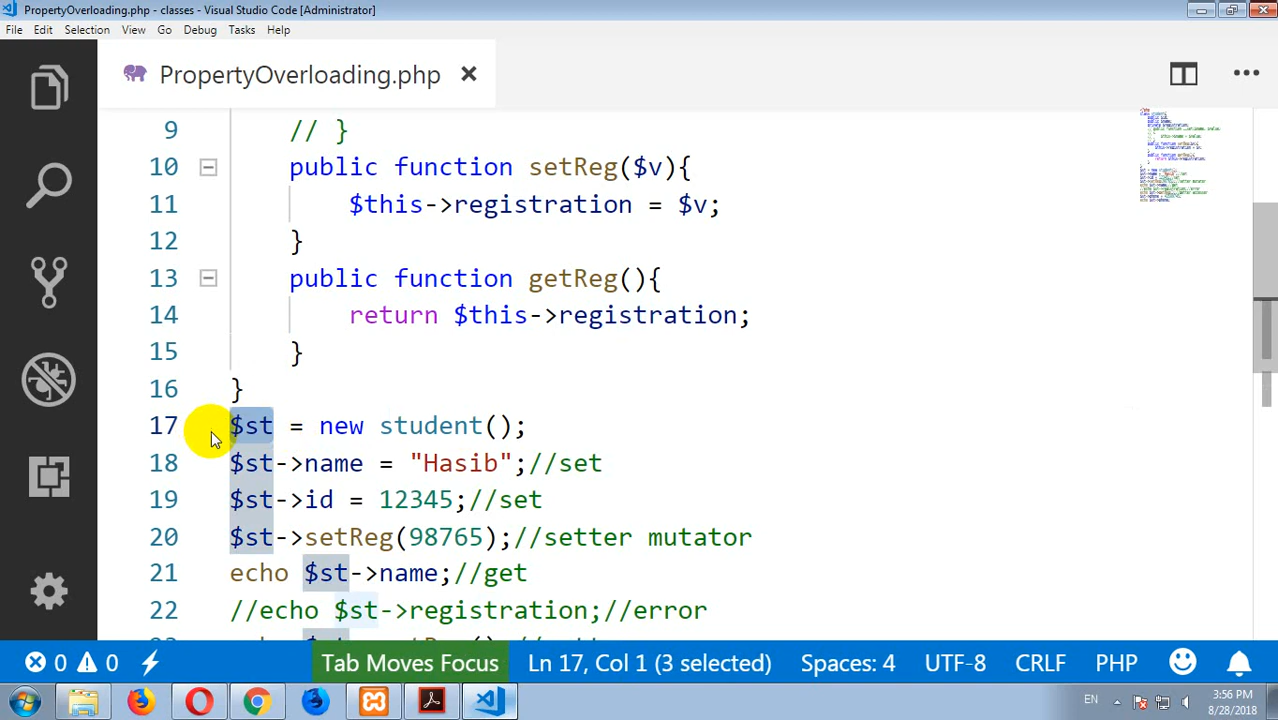 PropertyOverloading.php - classes - Visual Studio Code [Administrator]
File Edit Selection View Go Debug Tasks Help
PropertyOverloading.php
9 // }
10 public function setReg($v){
11 $this->registration = $v;
12 }
13 public function getReg(){
14 return $this->registration;
15 }
16 }
17 $st = new student();
18 $st->name = "Hasib";//set
19 $st->id = 12345;//set
20 $st->setReg(98765);//setter mutator
21 echo $st->name;//get
22 //echo $st->registration;//error
0 0 Tab Moves Focus Ln 17, Col 1 (3 selected) Spaces: 4 UTF-8 CRLF PHP
EN 3:56 PM
8/28/2018